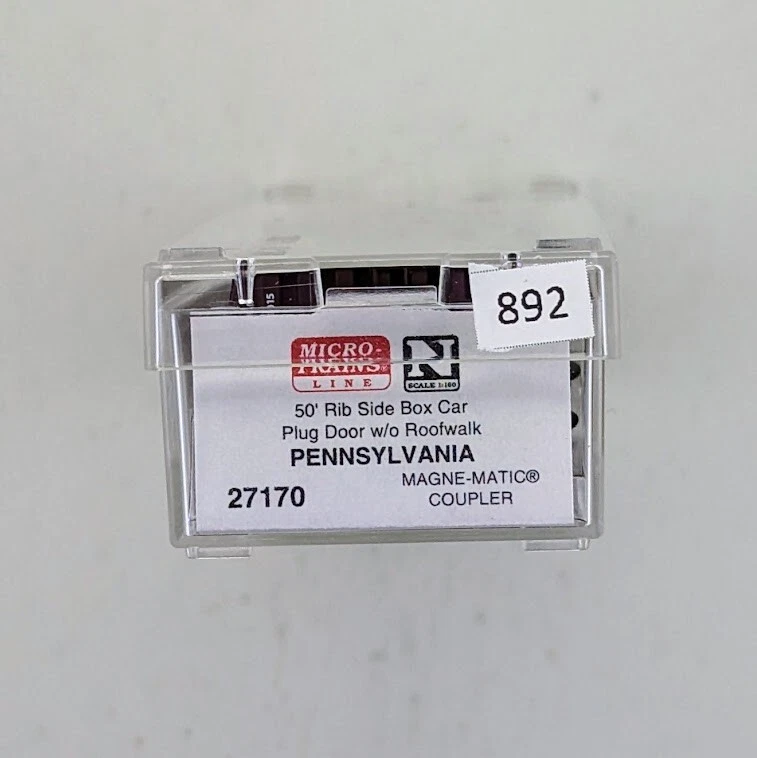 892
15
MICRO-
TRAINS®
LINE
N
SCALE 1:160
50' Rib Side Box Car
Plug Door w/o Roofwalk
PENNSYLVANIA
27170
MAGNE-MATIC®
COUPLER